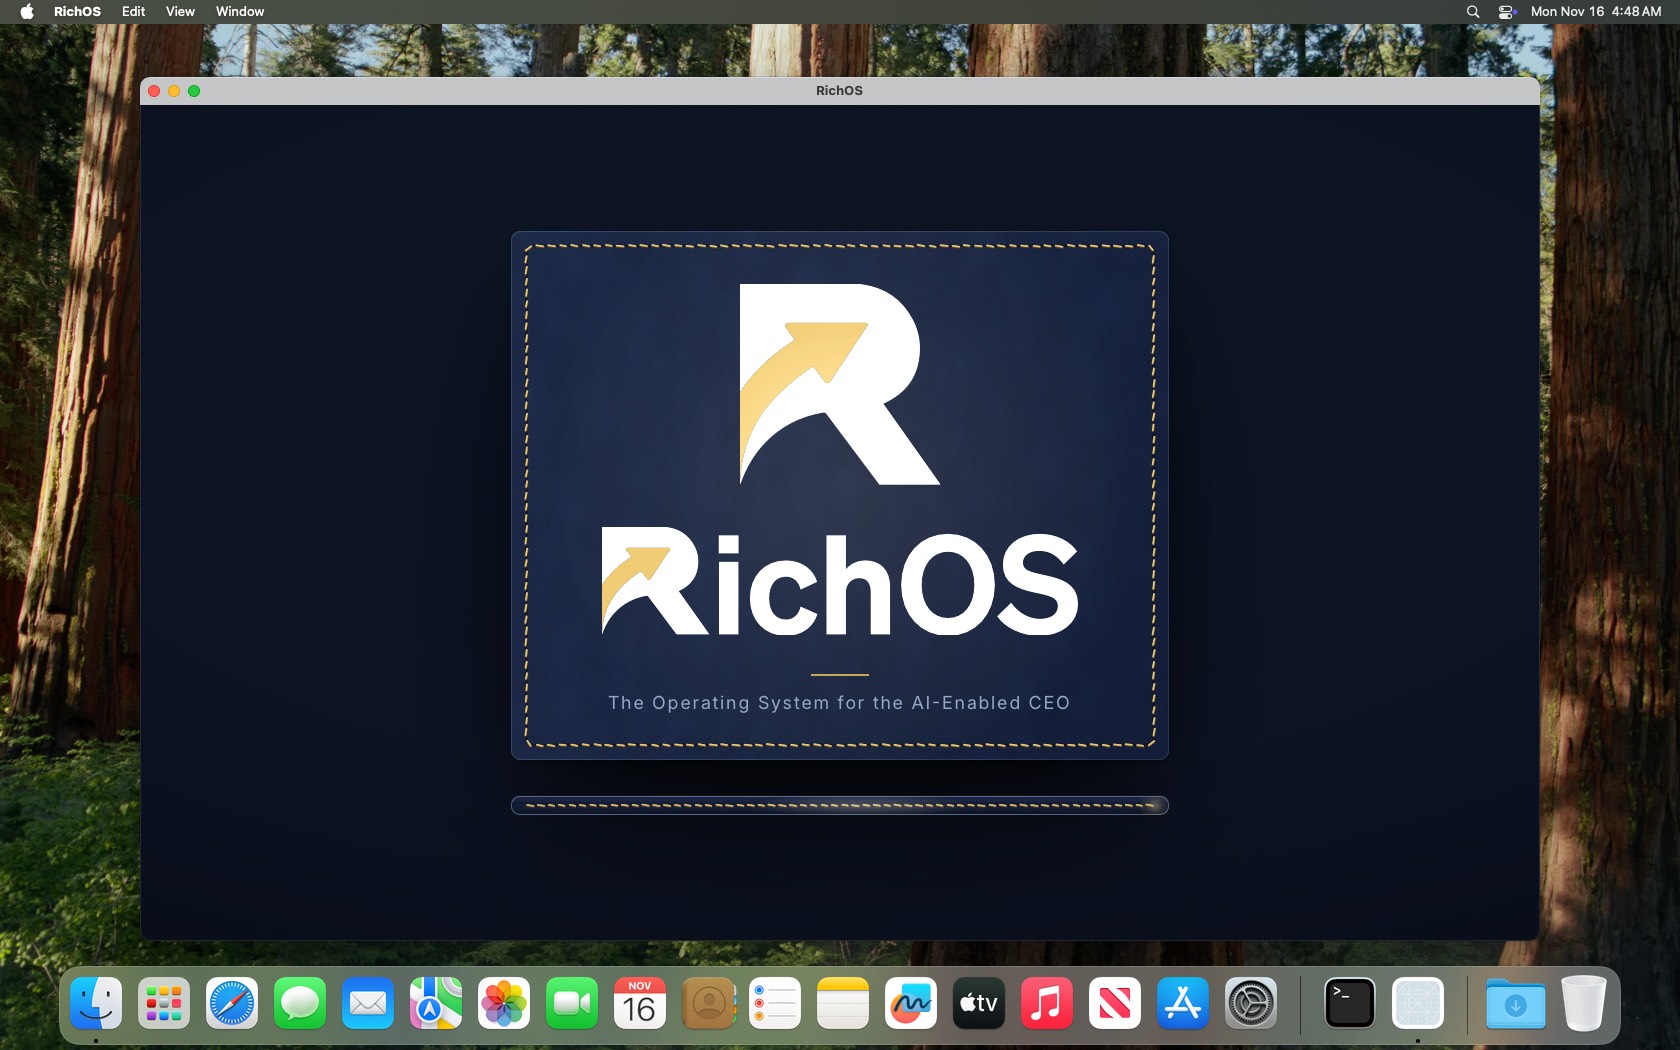 RichOS Edit View Window
Mon Nov 16 4:48 AM
RichOS
RichOS
The Operating System for the AI-Enabled CEO
NOV
16
tv
>_